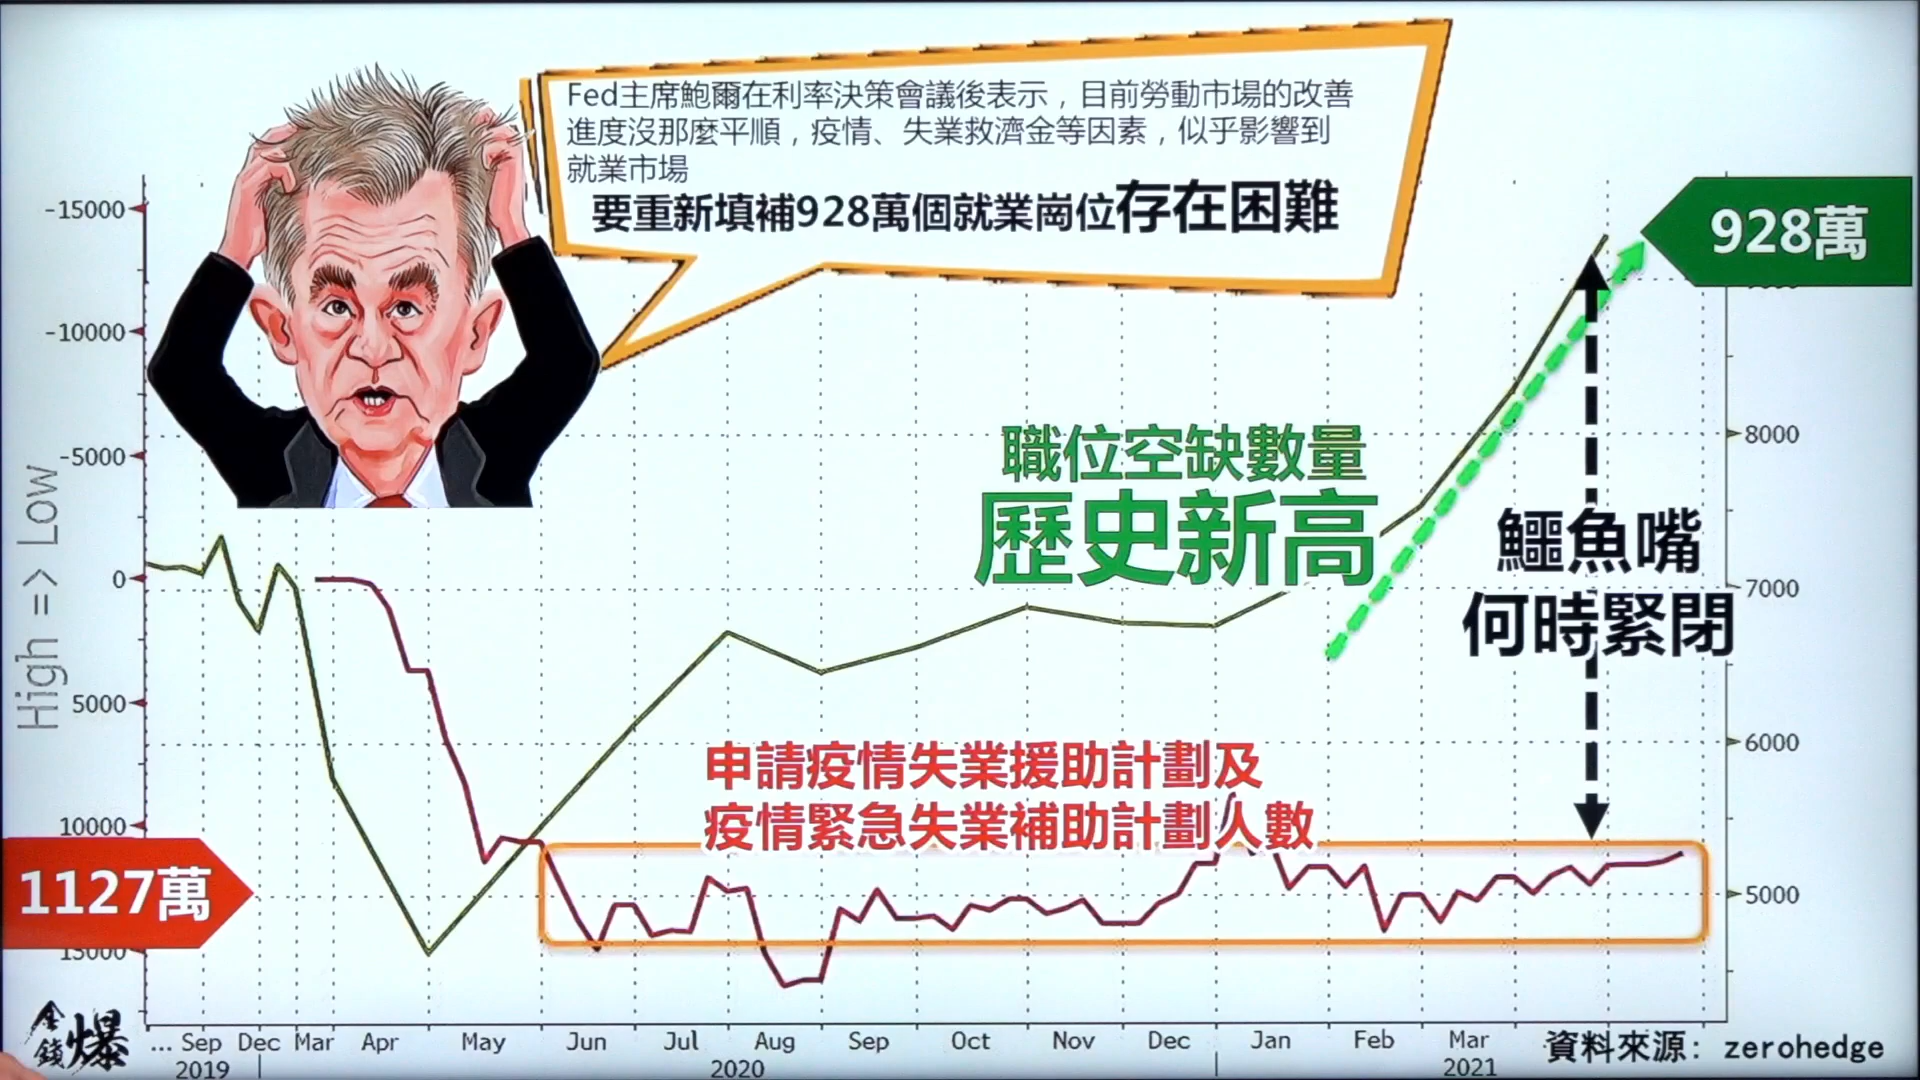 Fed主席鮑爾在利率決策會議後表示，目前勞動市場的改善
進度沒那麼平順，疫情、失業救濟金等因素，似乎影響到
就業市場
要重新填補928萬個就業崗位存在困難
928萬
職位空缺數量
歷史新高
鱷魚嘴
何時緊閉
申請疫情失業援助計劃及
疫情緊急失業補助計劃人數
1127萬
High => Low
-15000
-10000
-5000
0
5000
10000
15000
8000
7000
6000
5000
... Sep Dec Mar Apr May Jun Jul Aug Sep Oct Nov Dec Jan Feb Mar
2019 2020 2021
資料來源: zerohedge
金錢爆